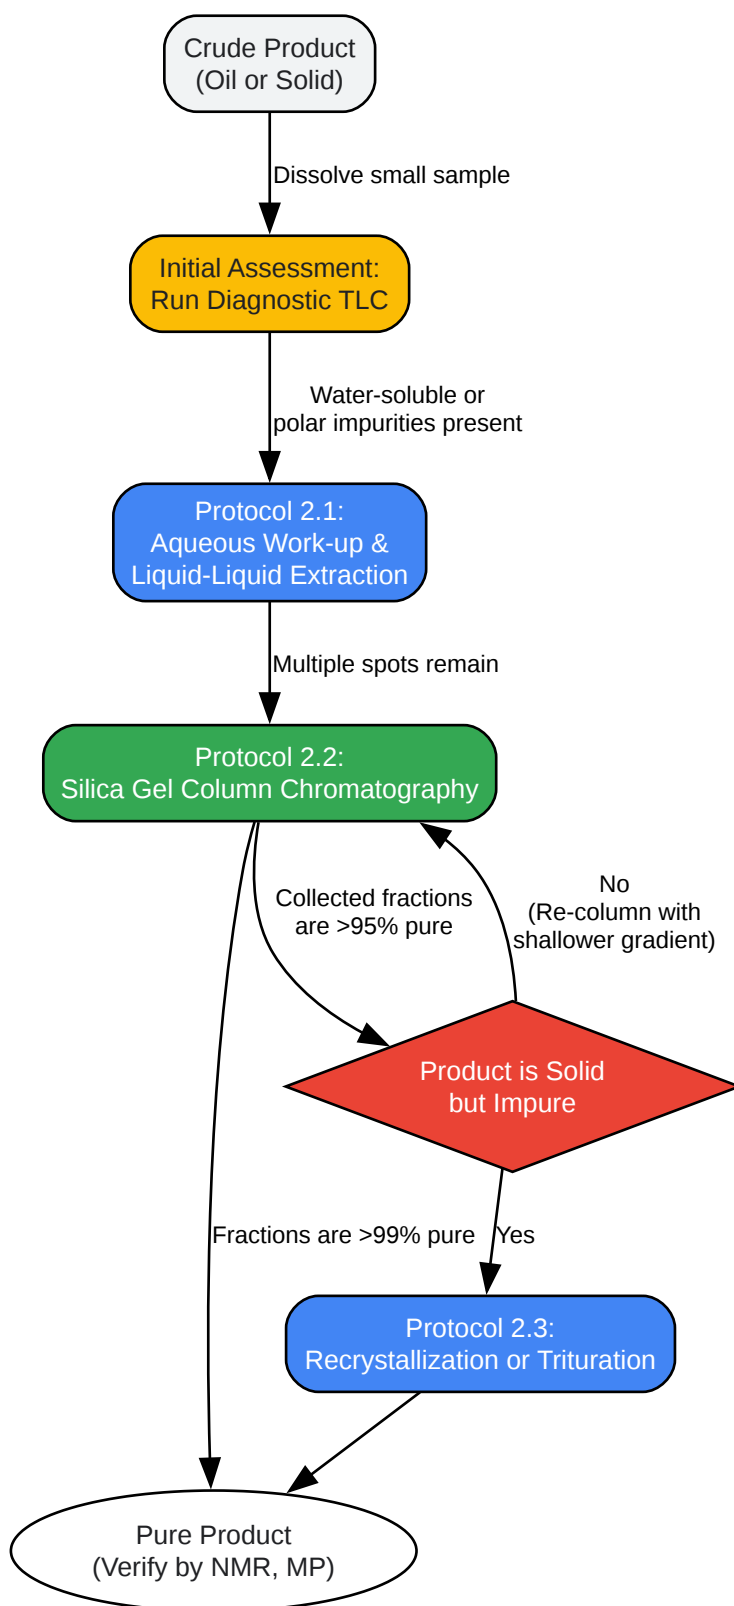 Crude Product
(Oil or Solid)
Dissolve small sample
Initial Assessment:
Run Diagnostic TLC
Water-soluble or
polar impurities present
Protocol 2.1:
Aqueous Work-up &
Liquid-Liquid Extraction
Multiple spots remain
Protocol 2.2:
Silica Gel Column Chromatography
Collected fractions
are >95% pure
No
(Re-column with
shallower gradient)
Product is Solid
but Impure
Fractions are >99% pure
Yes
Protocol 2.3:
Recrystallization or Trituration
Pure Product
(Verify by NMR, MP)